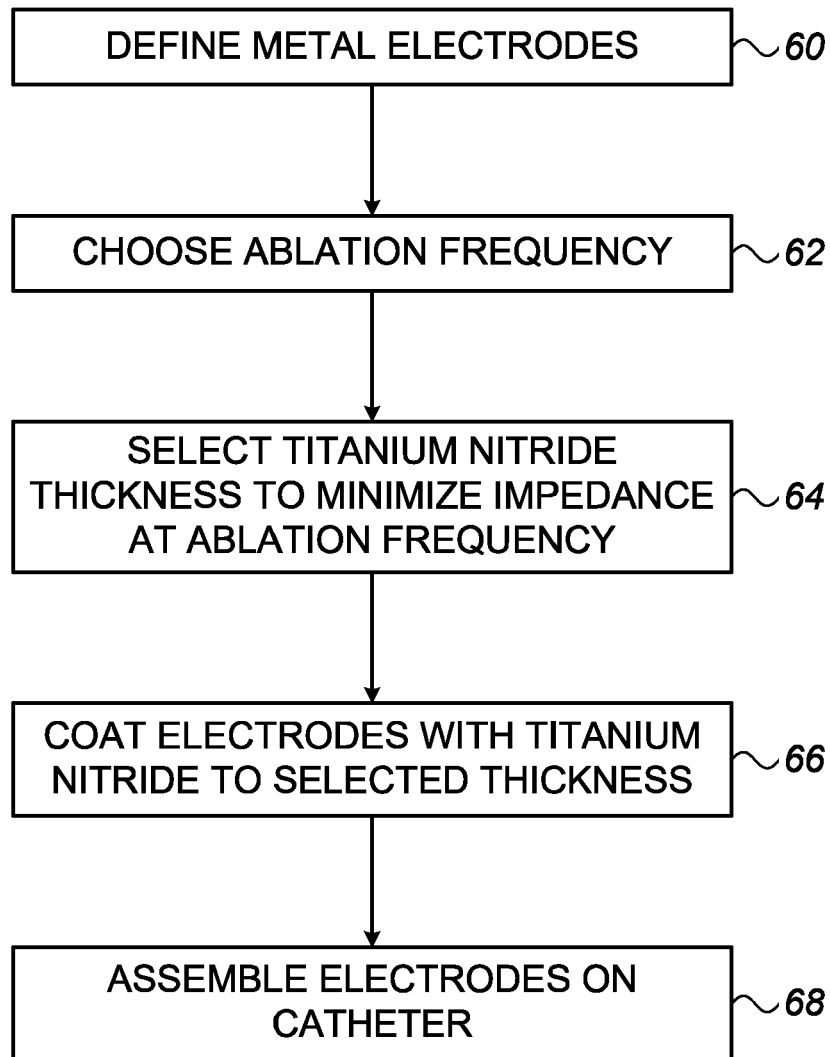 DEFINE METAL ELECTRODES
60
CHOOSE ABLATION FREQUENCY
62
SELECT TITANIUM NITRIDE
THICKNESS TO MINIMIZE IMPEDANCE
AT ABLATION FREQUENCY
64
COAT ELECTRODES WITH TITANIUM
NITRIDE TO SELECTED THICKNESS
66
ASSEMBLE ELECTRODES ON
CATHETER
68